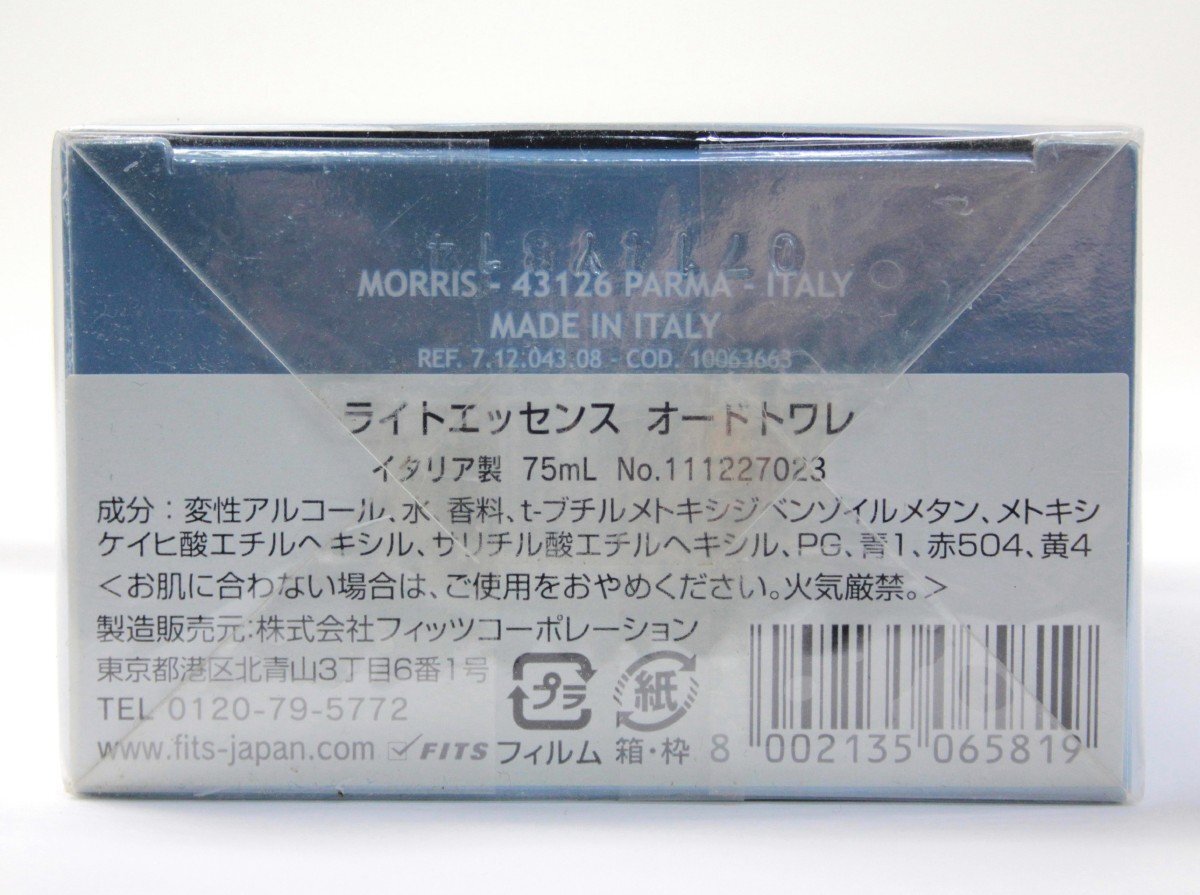 MORRIS - 43126 PARMA - ITALY
MADE IN ITALY
REF. 7.12.043.08 - COD. 10063663
ライトエッセンス オードトワレ
イタリア製 75mL No.111227023
成分：変性アルコール、水、香料、t-ブチルメトキシジベンゾイルメタン、メトキシ
ケイヒ酸エチルヘキシル、サリチル酸エチルヘキシル、PG、青1、赤504、黄4
＜お肌に合わない場合は、ご使用をおやめください。火気厳禁。＞
製造販売元:株式会社フィッツコーポレーション
東京都港区北青山3丁目6番1号
TEL 0120-79-5772
www.fits-japan.com FITS
プラ
フィルム
紙
箱・枠
8 002135 065819